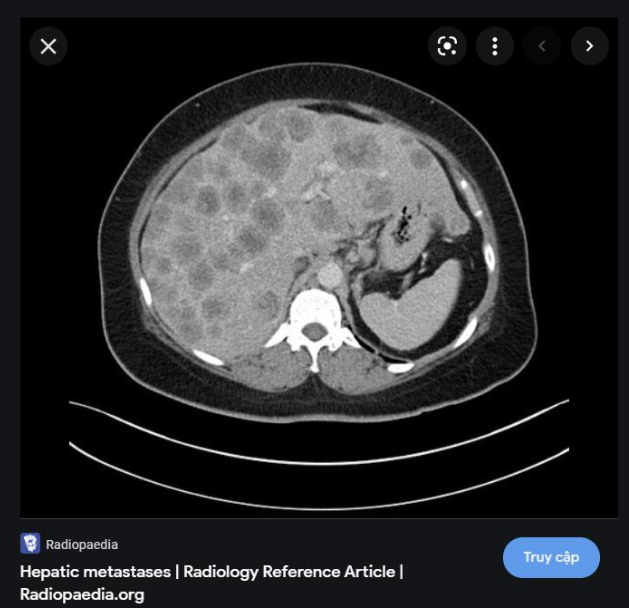 Radiopaedia
Hepatic metastases | Radiology Reference Article |
Radiopaedia.org
Truy cập